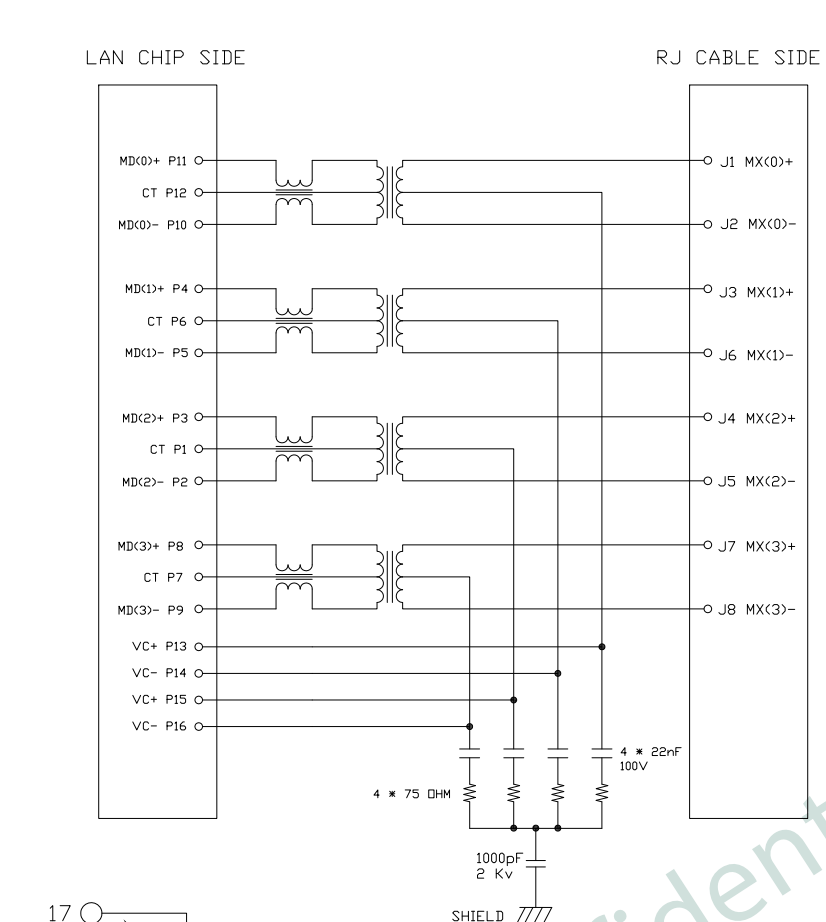 LAN CHIP SIDE
RJ CABLE SIDE
MD(0)+ P11
J1 MX(0)+
CT P12
MD(0)- P10
J2 MX(0)-
MD(1)+ P4
J3 MX(1)+
CT P6
MD(1)- P5
J6 MX(1)-
MD(2)+ P3
J4 MX(2)+
CT P1
MD(2)- P2
J5 MX(2)-
MD(3)+ P8
J7 MX(3)+
CT P7
MD(3)- P9
J8 MX(3)-
VC+ P13
VC- P14
VC+ P15
VC- P16
4 * 22nF
100V
4 * 75 OHM
1000pF
2 Kv
SHIELD
17
ident